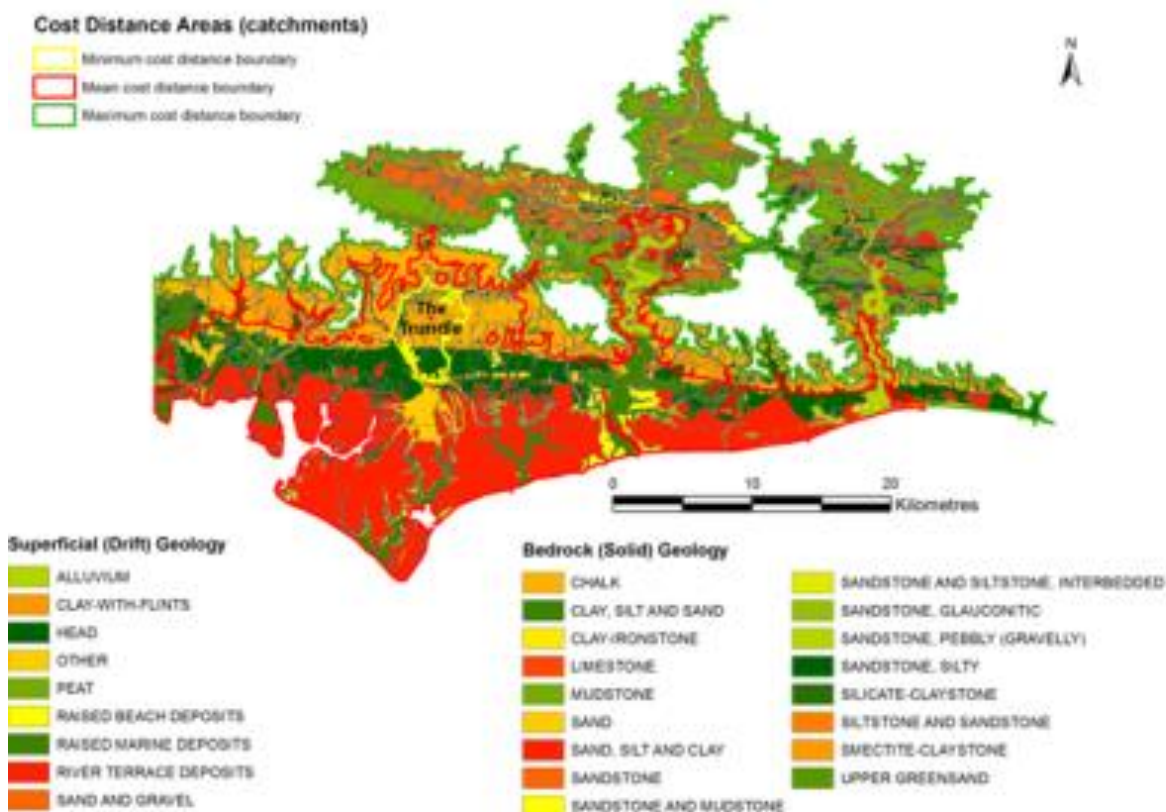 Cost Distance Areas (catchments)
Minimum cost distance boundary
Mean cost distance boundary
Maximum cost distance boundary
N
The
Trundle
0 10 20
Kilometres
Superficial (Drift) Geology
ALLUVIUM
CLAY-WITH-FLINTS
HEAD
OTHER
PEAT
RAISED BEACH DEPOSITS
RAISED MARINE DEPOSITS
RIVER TERRACE DEPOSITS
SAND AND GRAVEL
Bedrock (Solid) Geology
CHALK
CLAY, SILT AND SAND
CLAY-IRONSTONE
LIMESTONE
MUDSTONE
SAND
SAND, SILT AND CLAY
SANDSTONE
SANDSTONE AND MUDSTONE
SANDSTONE AND SILTSTONE, INTERBEDDED
SANDSTONE, GLAUCONITIC
SANDSTONE, PEBBLY (GRAVELLY)
SANDSTONE, SILTY
SILICATE-CLAYSTONE
SILTSTONE AND SANDSTONE
SMECTITE-CLAYSTONE
UPPER GREENSAND